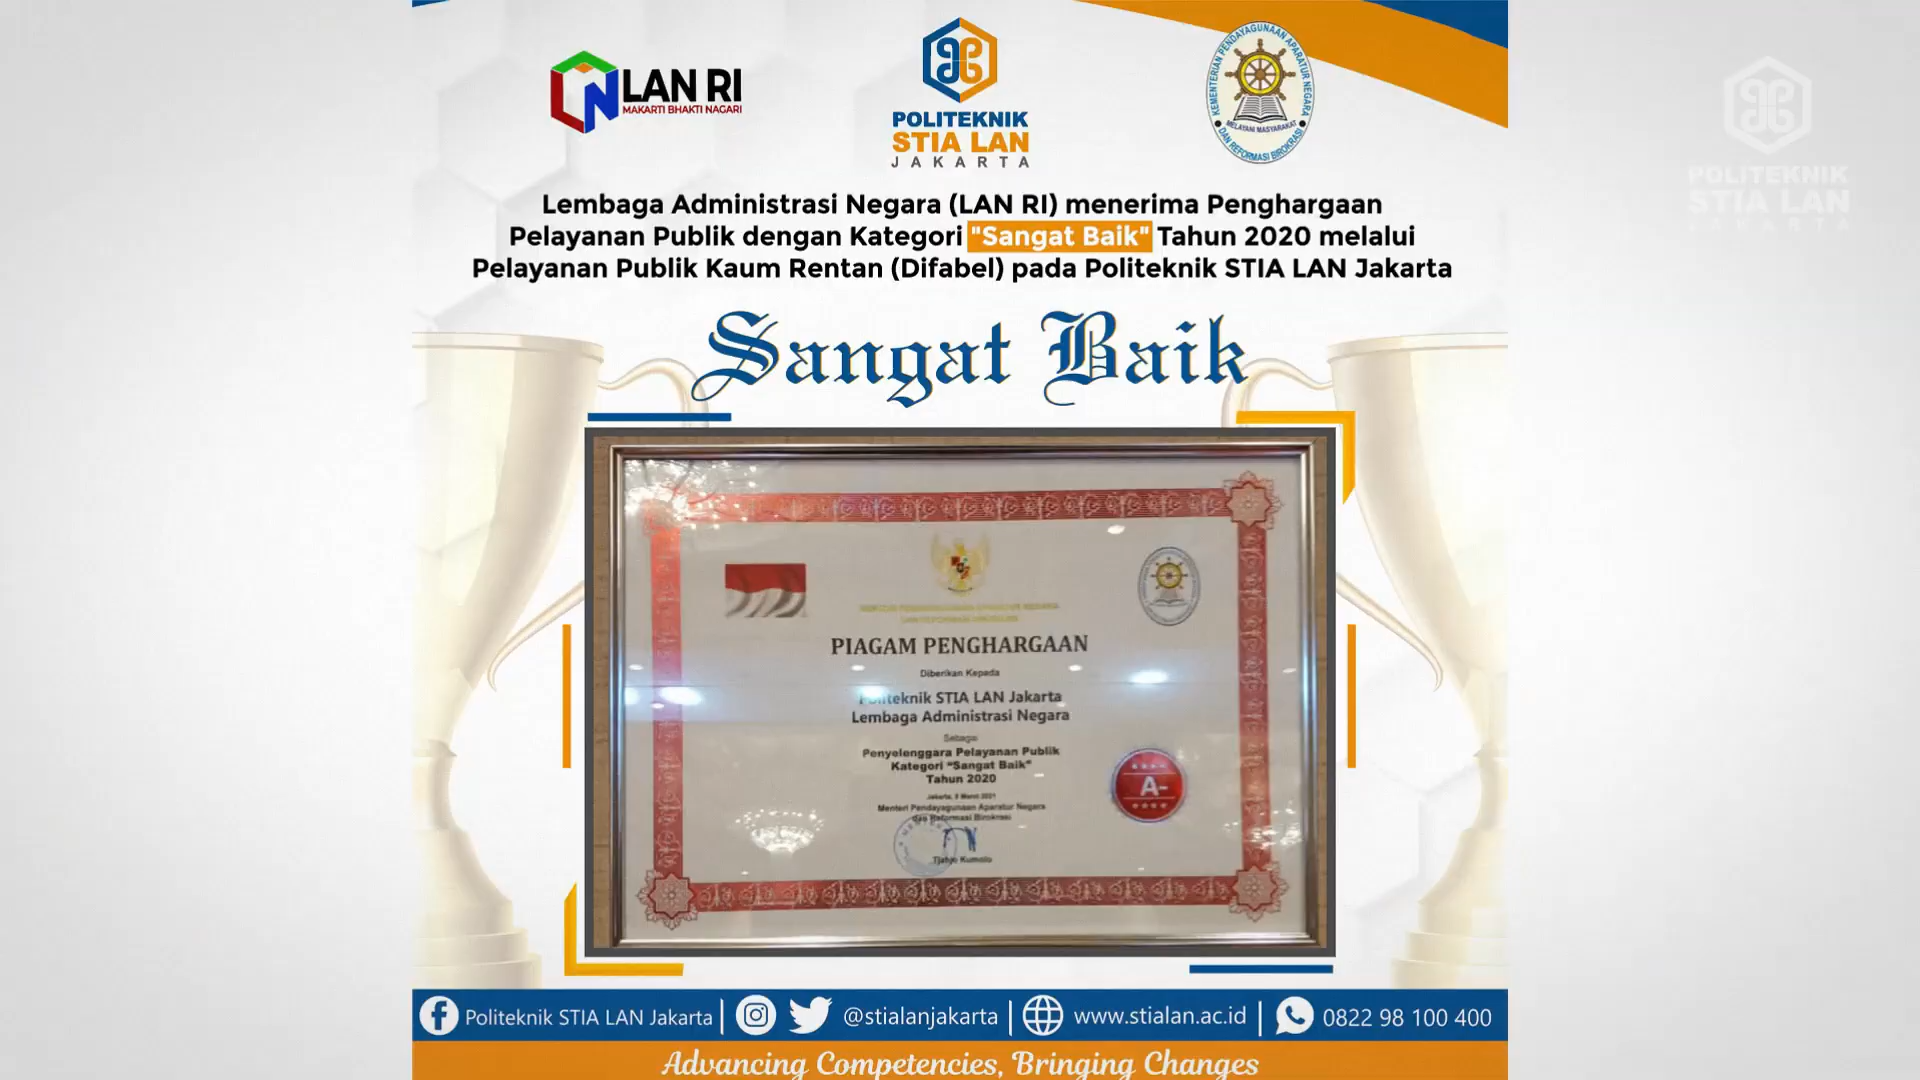 LAN RI
MAKARTI BHAKTI NAGARI
POLITEKNIK
STIA LAN
JAKARTA
KEMENTERIAN PENDAYAGUNAAN APARATUR NEGARA
DAN REFORMASI BIROKRASI
MELAYANI MASYARAKAT
POLITEKNIK
STIA LAN
JAKARTA
Lembaga Administrasi Negara (LAN RI) menerima Penghargaan
Pelayanan Publik dengan Kategori "Sangat Baik" Tahun 2020 melalui
Pelayanan Publik Kaum Rentan (Difabel) pada Politeknik STIA LAN Jakarta
Sangat Baik
PIAGAM PENGHARGAAN
Diberikan Kepada
Politeknik STIA LAN Jakarta
Lembaga Administrasi Negara
Sebagai
Penyelenggara Pelayanan Publik
Kategori "Sangat Baik"
Tahun 2020
A-
Menteri Pendayagunaan Aparatur Negara
dan Reformasi Birokrasi
Tjahjo Kumolo
Politeknik STIA LAN Jakarta | @stialanjakarta | www.stialan.ac.id | 0822 98 100 400
Advancing Competencies, Bringing Changes